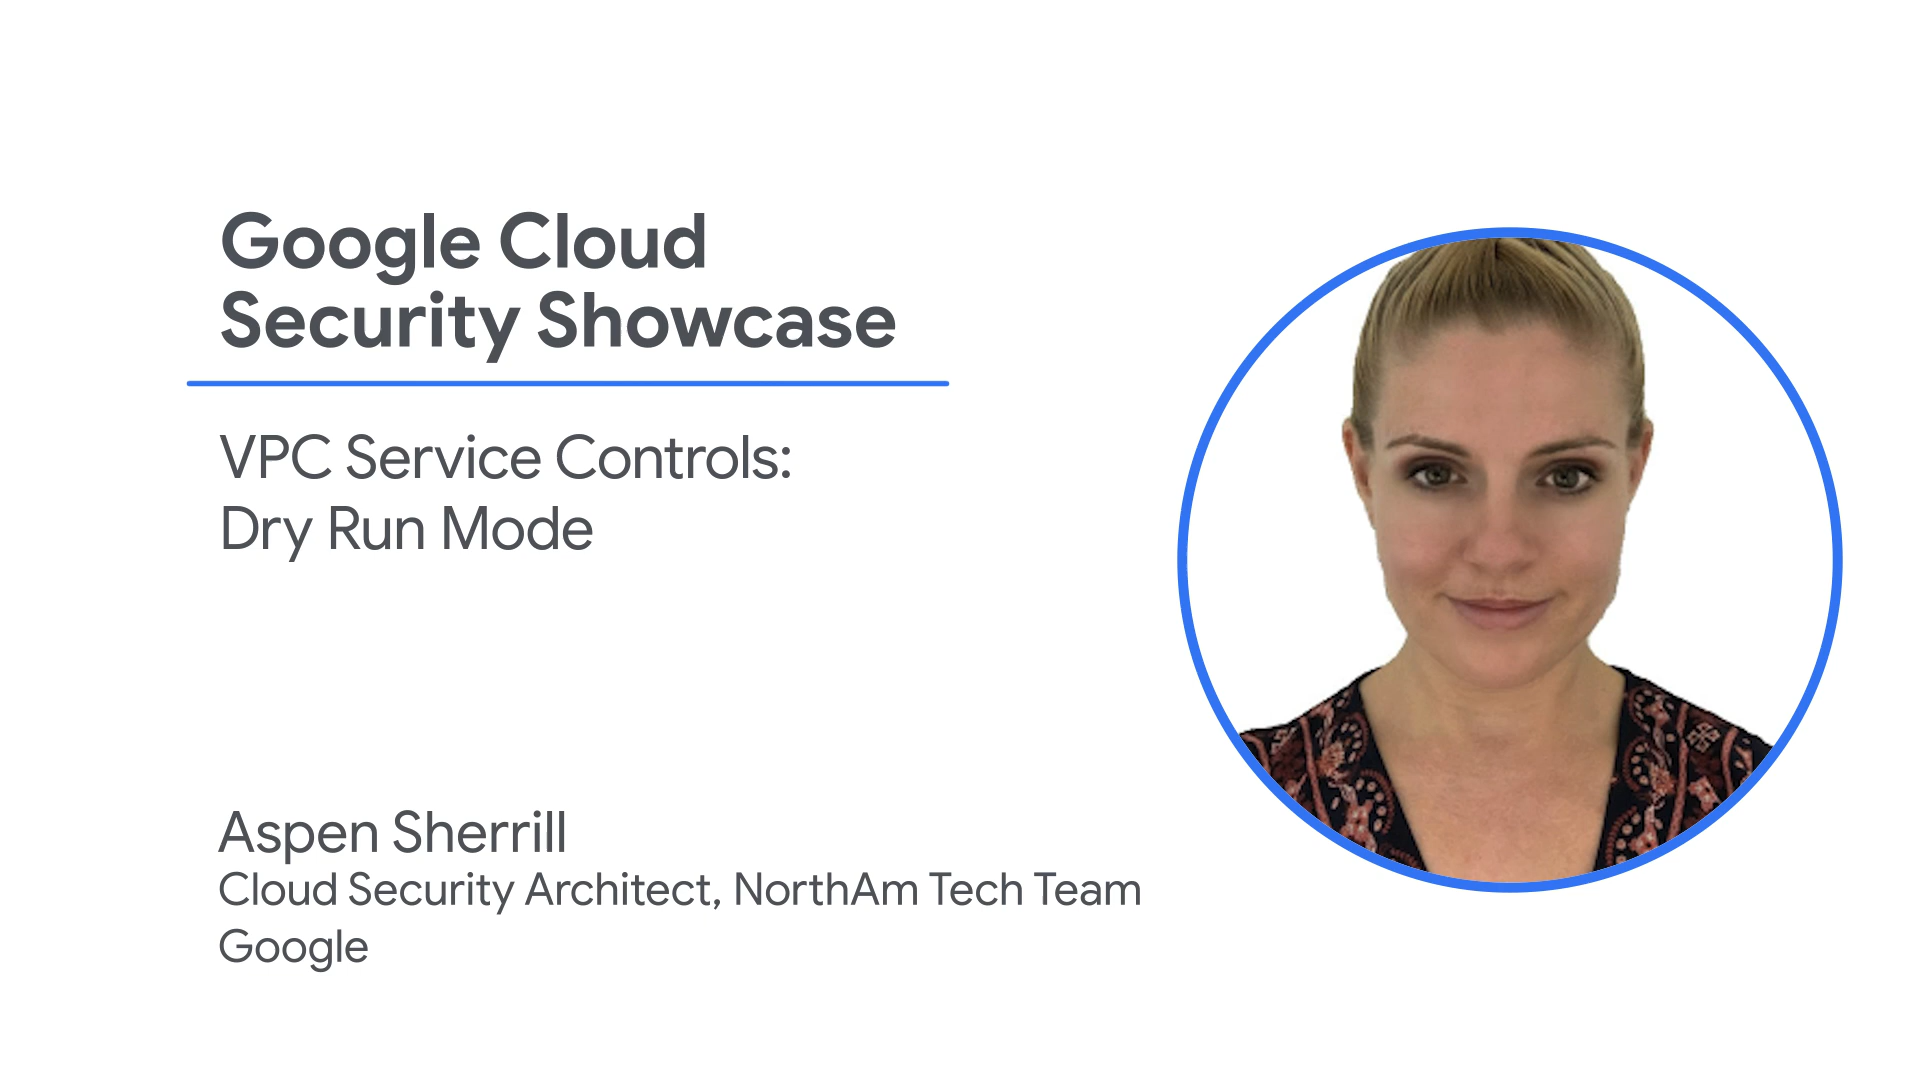 Google Cloud
Security Showcase
VPC Service Controls:
Dry Run Mode
Aspen Sherrill
Cloud Security Architect, NorthAm Tech Team
Google